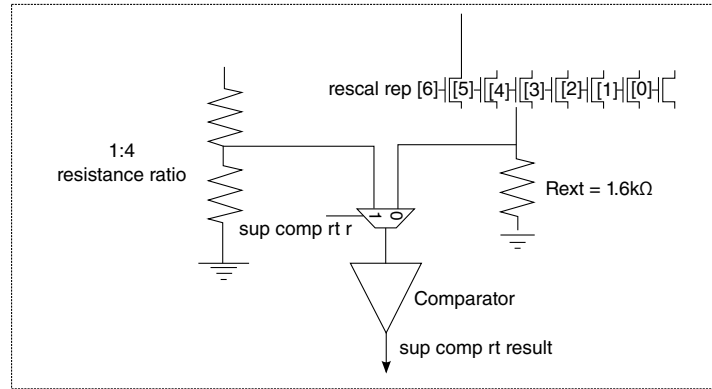 rescal rep [6] [5] [4] [3] [2] [1] [0]
1:4
resistance ratio
Rext = 1.6kΩ
1 0
sup comp rt r
Comparator
sup comp rt result